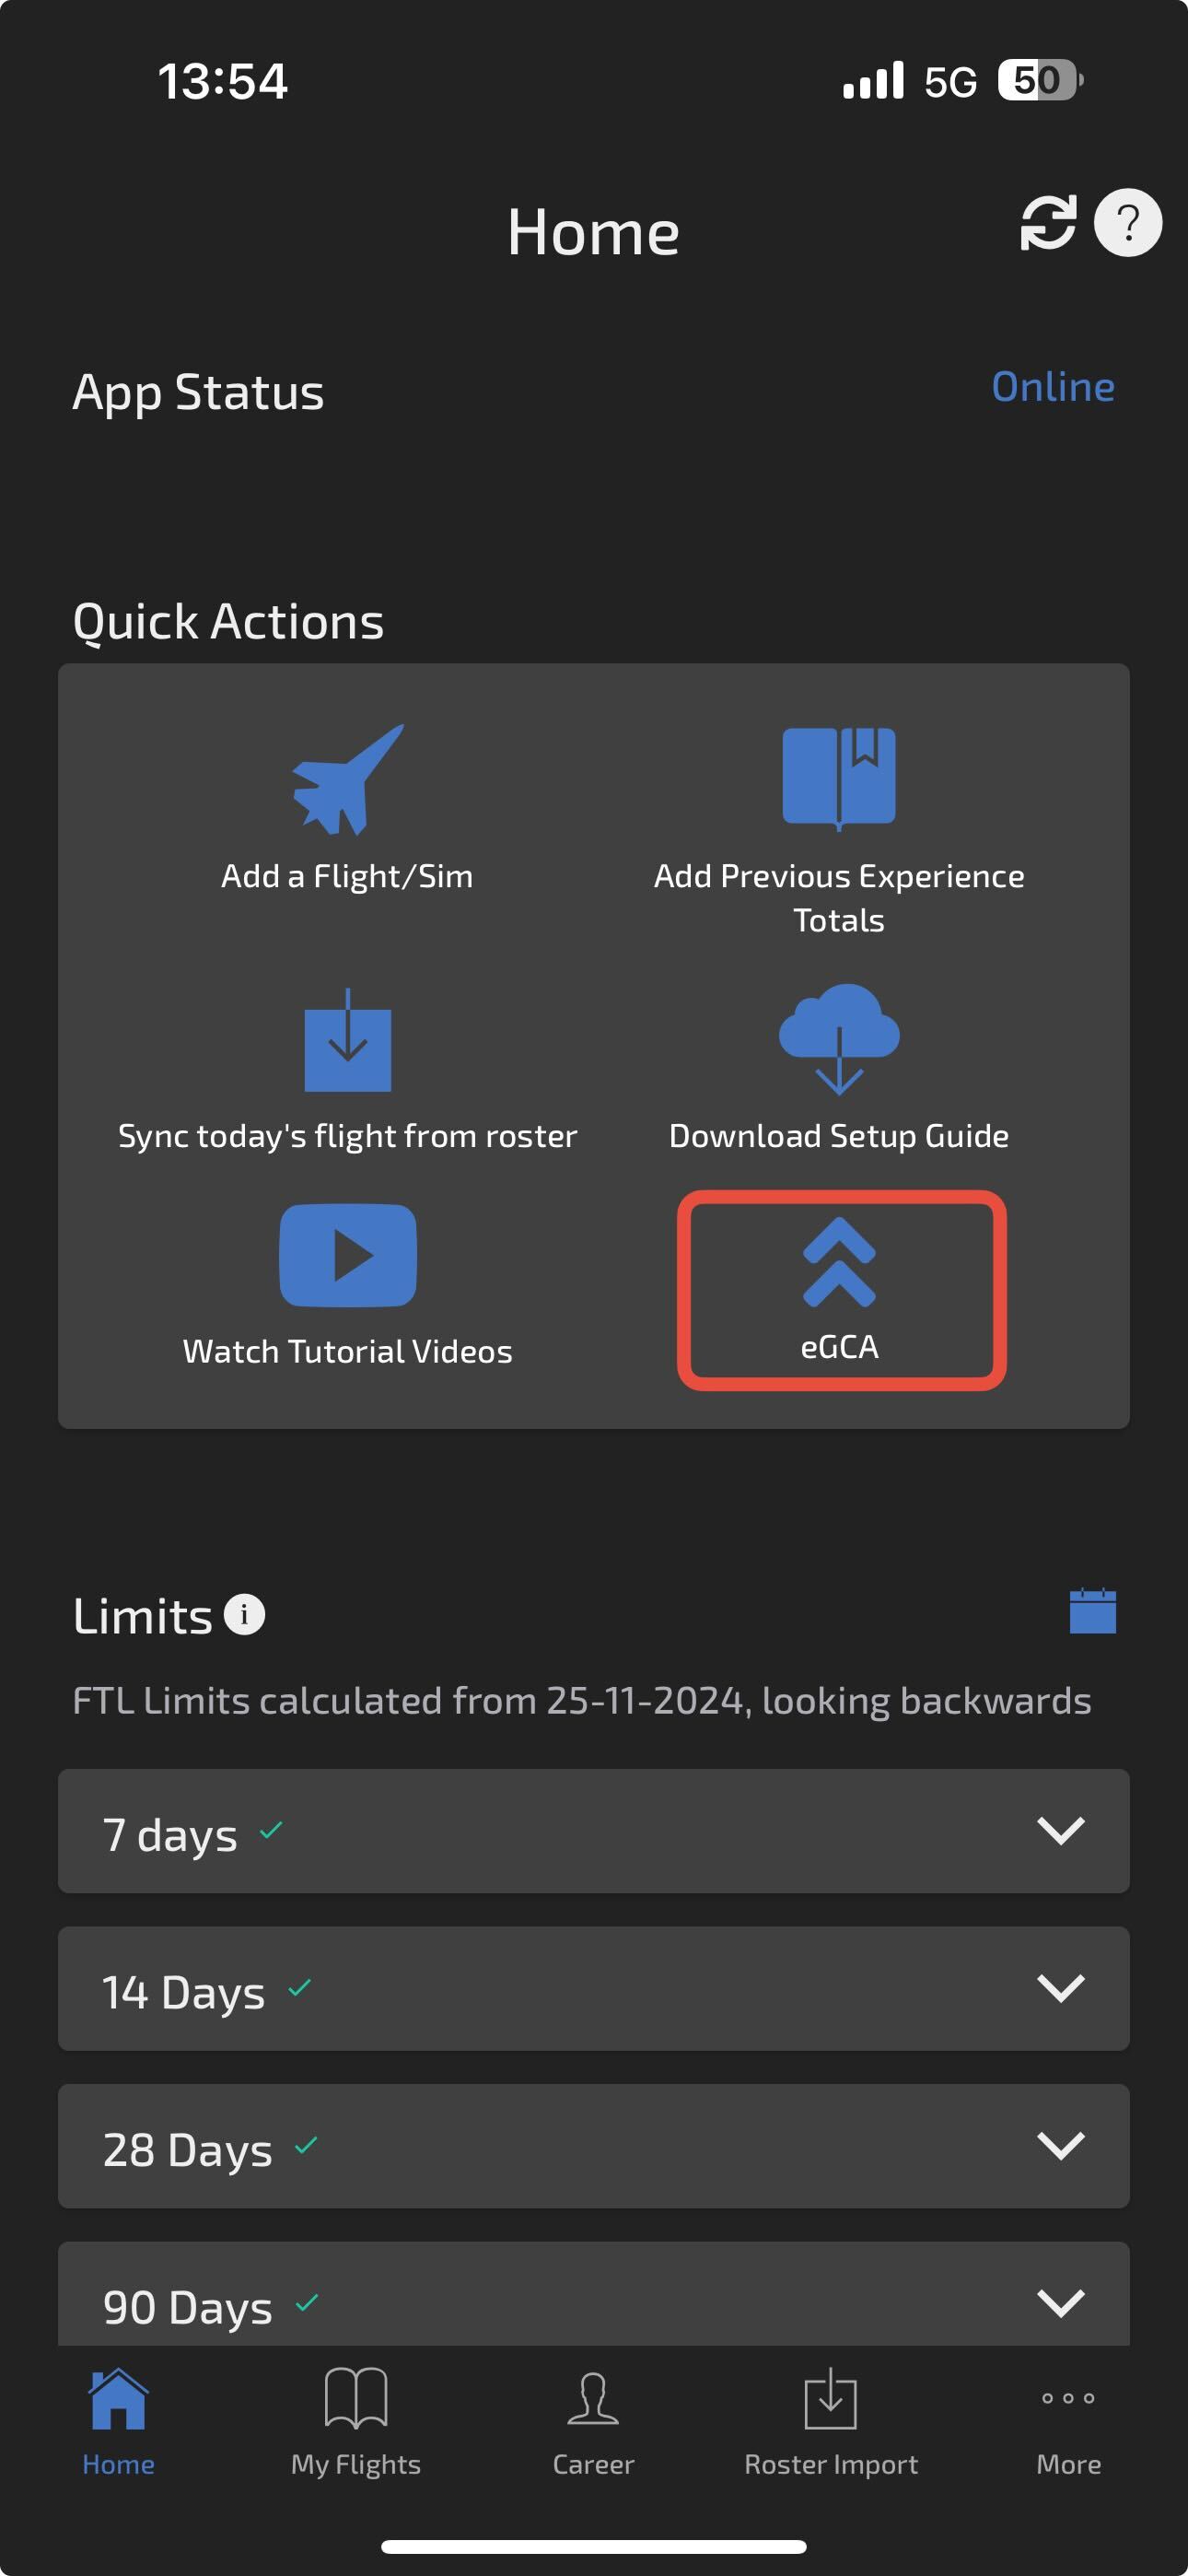 13:54
5G 50
Home
?
App Status
Online
Quick Actions
Add a Flight/Sim
Add Previous Experience
Totals
Sync today's flight from roster
Download Setup Guide
Watch Tutorial Videos
eGCA
Limits i
FTL Limits calculated from 25-11-2024, looking backwards
7 days
14 Days
28 Days
90 Days
Home
My Flights
Career
Roster Import
More